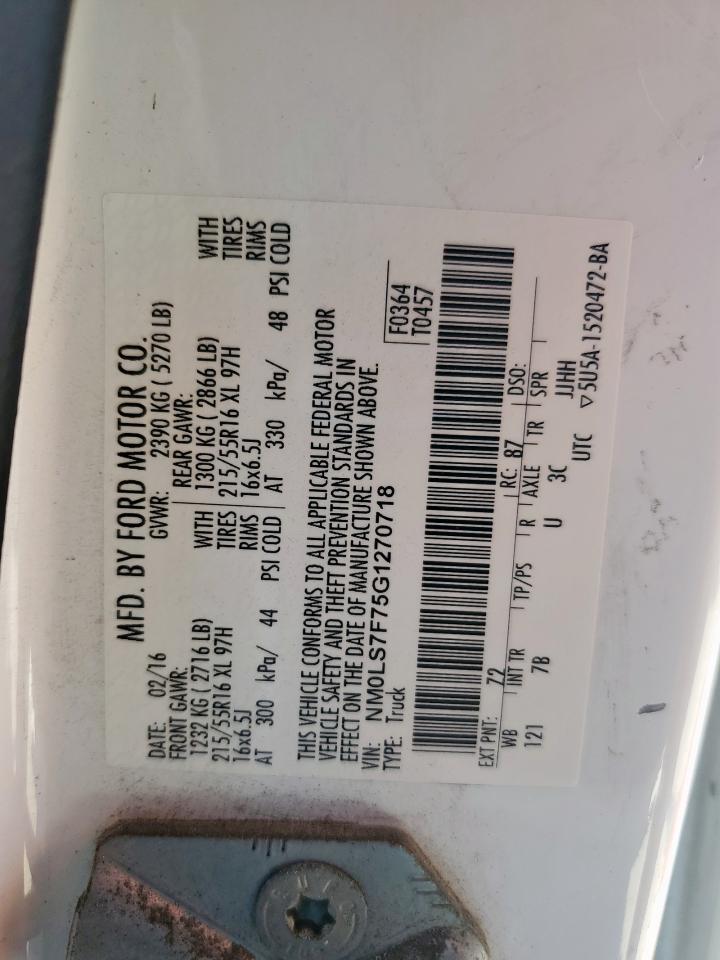 MFD. BY FORD MOTOR CO.
DATE: 02/16 GVWR: 2390 KG ( 5270 LB)
FRONT GAWR: REAR GAWR:
1232 KG ( 2716 LB) WITH 1300 KG ( 2866 LB) WITH
215/55R16 XL 97H TIRES 215/55R16 XL 97H TIRES
16x6.5J RIMS 16x6.5J RIMS
AT 300 kPa/ 44 PSI COLD AT 330 kPa/ 48 PSI COLD
THIS VEHICLE CONFORMS TO ALL APPLICABLE FEDERAL MOTOR
VEHICLE SAFETY AND THEFT PREVENTION STANDARDS IN
EFFECT ON THE DATE OF MANUFACTURE SHOWN ABOVE.
VIN: NM0LS7F75G1270718 F0364
TYPE: Truck T0457
EXT PNT: Z2 RC: 87 DSO:
WB INT TR TP/PS R AXLE TR SPR
121 7B U 3C JJHH
UTC ▽5U5A-1520472-BA